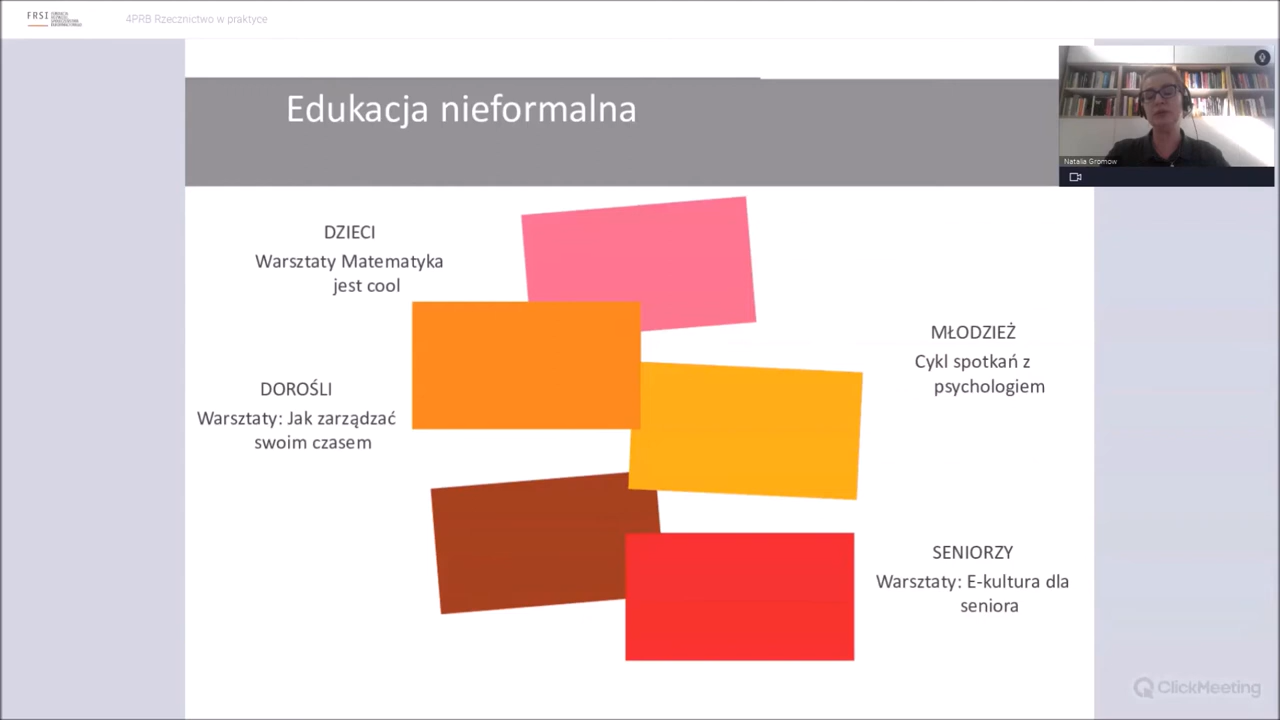 FRSI
4PRB Rzecznictwo w praktyce
Edukacja nieformalna
Natalia Gromow
DZIECI
Warsztaty Matematyka
jest cool
MŁODZIEŻ
Cykl spotkań z
psychologiem
DOROŚLI
Warsztaty: Jak zarządzać
swoim czasem
SENIORZY
Warsztaty: E-kultura dla
seniora
ClickMeeting